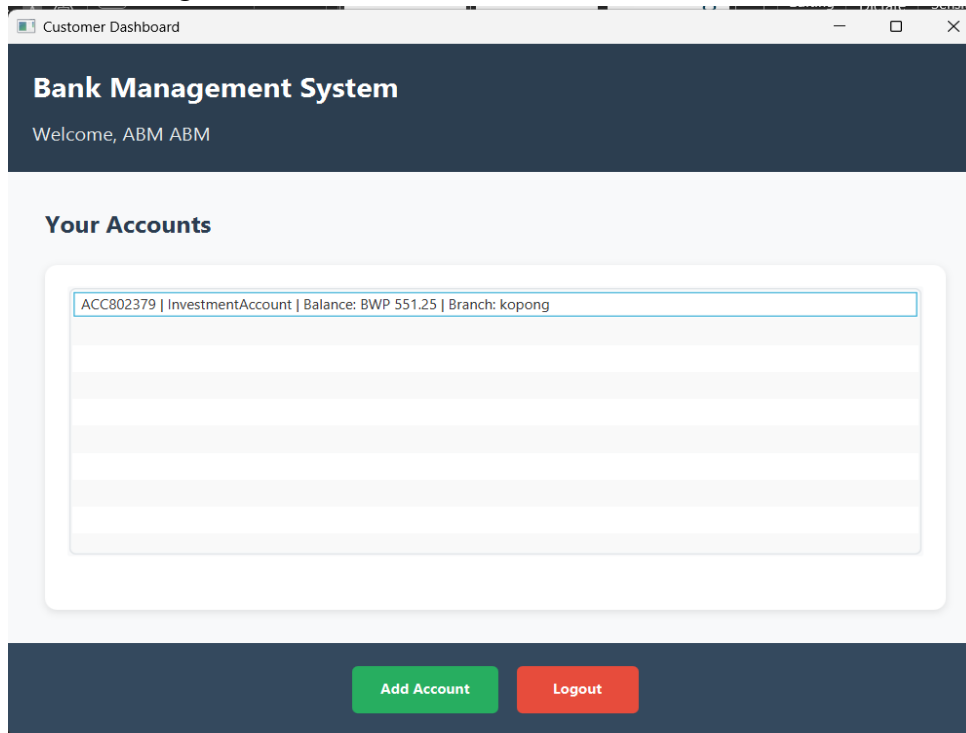 Customer Dashboard
Bank Management System
Welcome, ABM ABM
Your Accounts
ACC802379 | InvestmentAccount | Balance: BWP 551.25 | Branch: kopong
Add Account
Logout